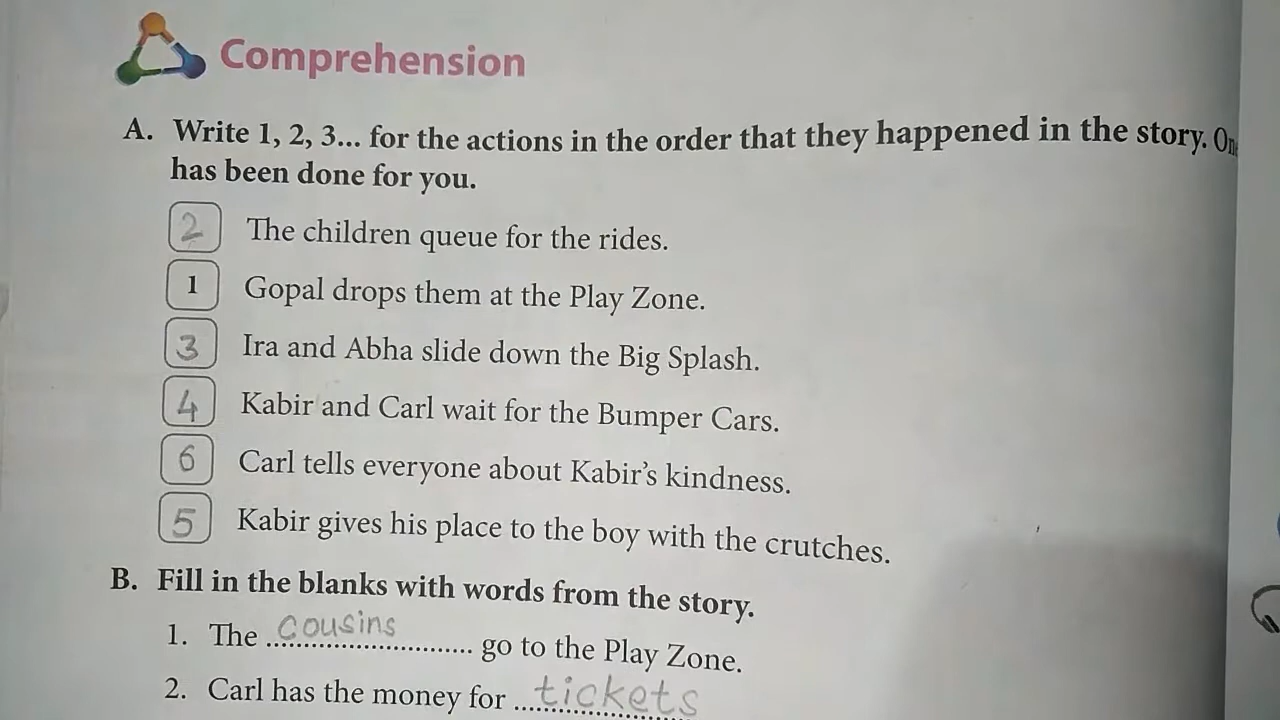 Comprehension
A. Write 1, 2, 3... for the actions in the order that they happened in the story.
has been done for you.
2 The children queue for the rides.
1 Gopal drops them at the Play Zone.
3 Ira and Abha slide down the Big Splash.
4 Kabir and Carl wait for the Bumper Cars.
6 Carl tells everyone about Kabir's kindness.
5 Kabir gives his place to the boy with the crutches.
B. Fill in the blanks with words from the story.
1. The cousins go to the Play Zone.
2. Carl has the money for tickets